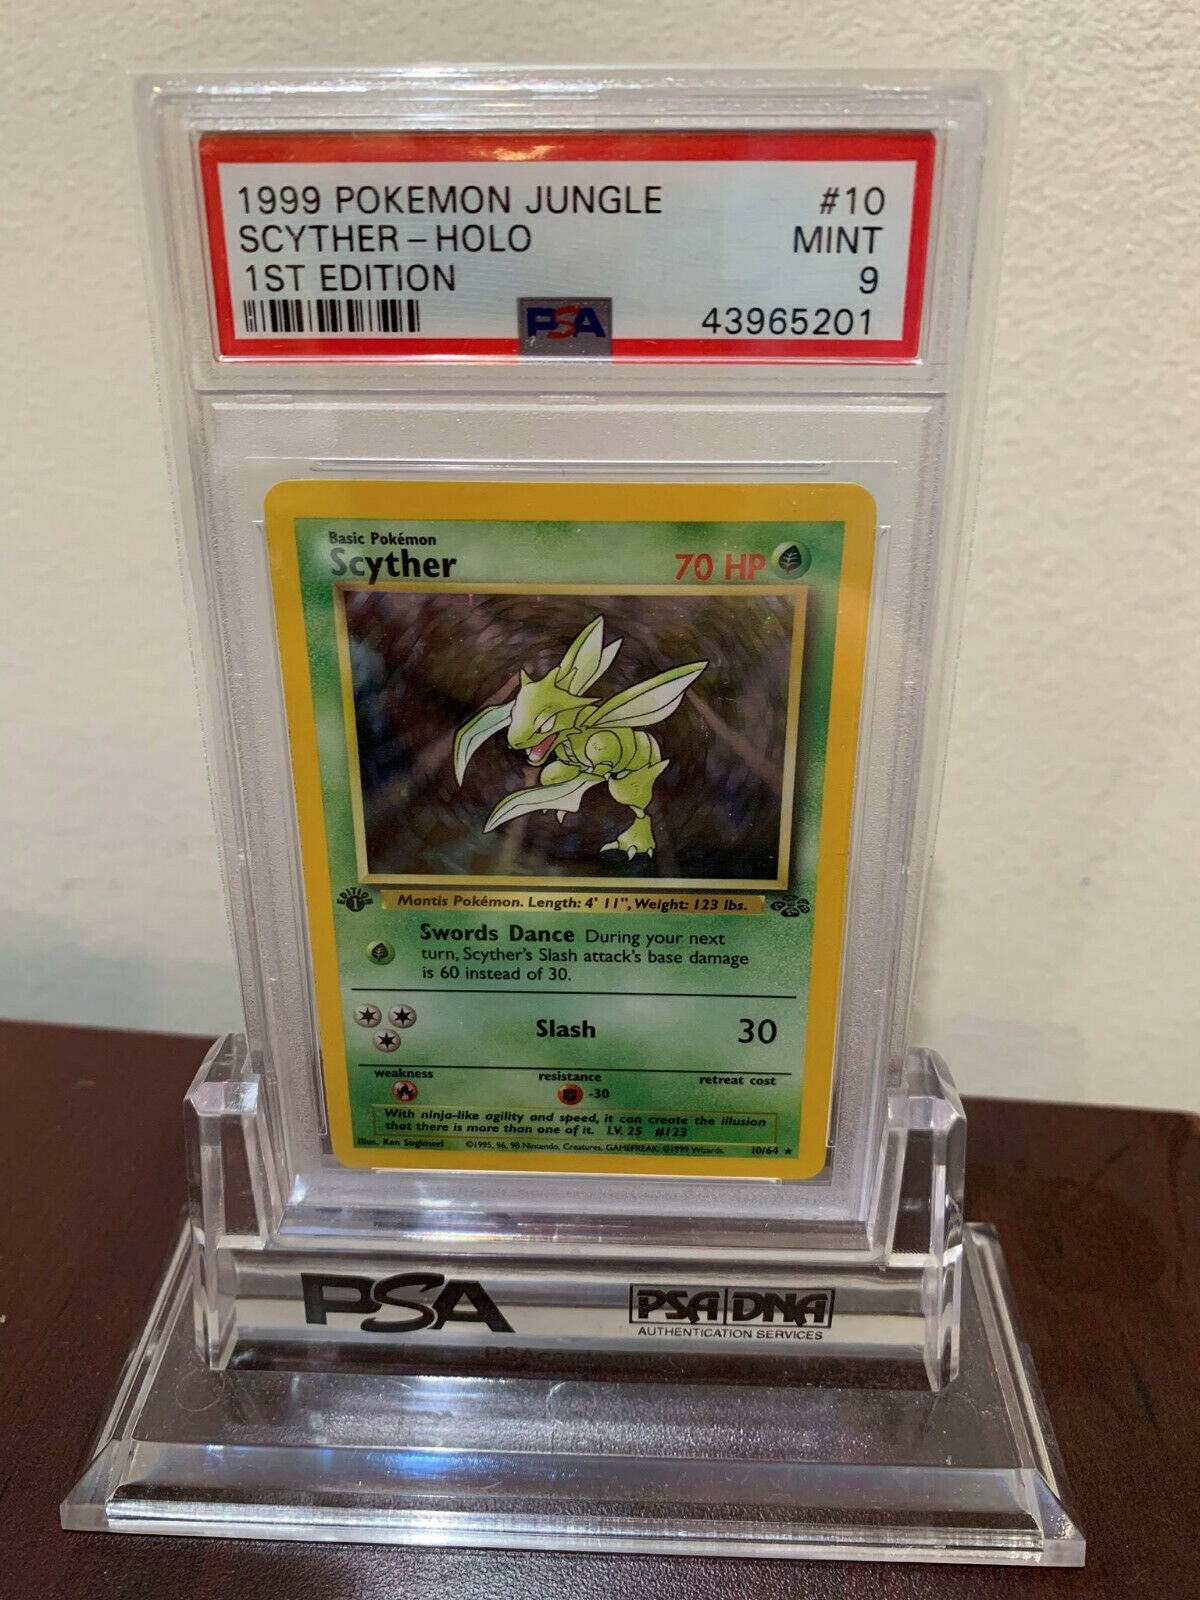 1999 POKEMON JUNGLE #10
SCYTHER - HOLO MINT
1ST EDITION 9
PSA 43965201
Basic Pokémon
Scyther 70 HP
EDITION 1
Mantis Pokémon. Length: 4' 11", Weight: 123 lbs.
Swords Dance During your next
turn, Scyther's Slash attack's base damage
is 60 instead of 30.
Slash 30
weakness resistance retreat cost
-30
With ninja-like agility and speed, it can create the illusion
that there is more than one of it. LV. 25 #123
Illus. Ken Sugimori ©1995, 96, 98 Nintendo, Creatures, GAMEFREAK. ©1999 Wizards. 10/64 ★
PSA PSA DNA
AUTHENTICATION SERVICES